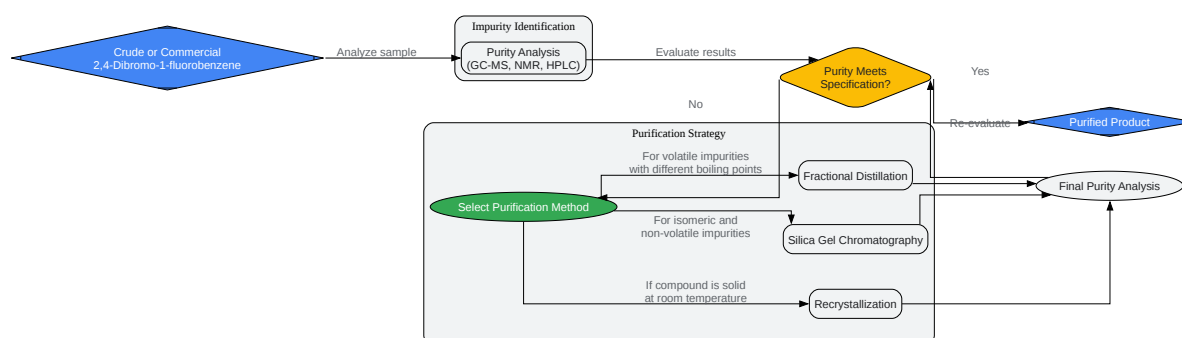 Impurity Identification
Crude or Commercial
2,4-Dibromo-1-fluorobenzene
Analyze sample
Purity Analysis
(GC-MS, NMR, HPLC)
Evaluate results
Purity Meets
Specification?
Yes
No
Re-evaluate
Purified Product
Purification Strategy
For volatile impurities
with different boiling points
Fractional Distillation
Final Purity Analysis
Select Purification Method
For isomeric and
non-volatile impurities
Silica Gel Chromatography
If compound is solid
at room temperature
Recrystallization